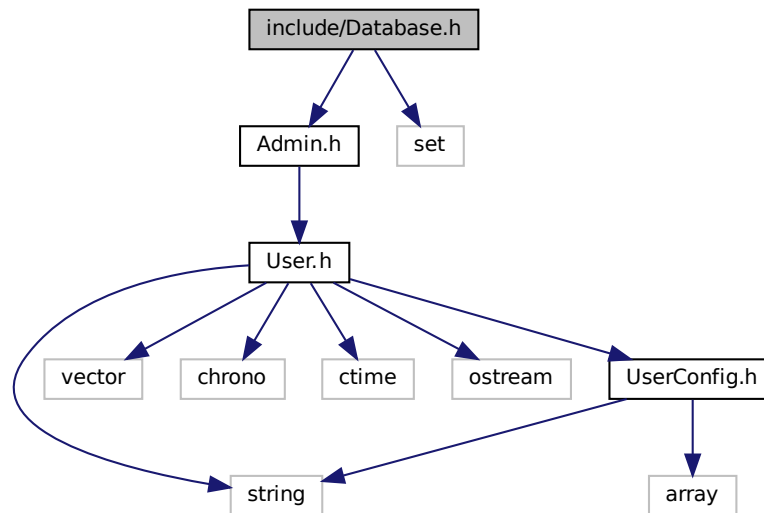 include/Database.h
Admin.h
set
User.h
vector
chrono
ctime
ostream
UserConfig.h
string
array